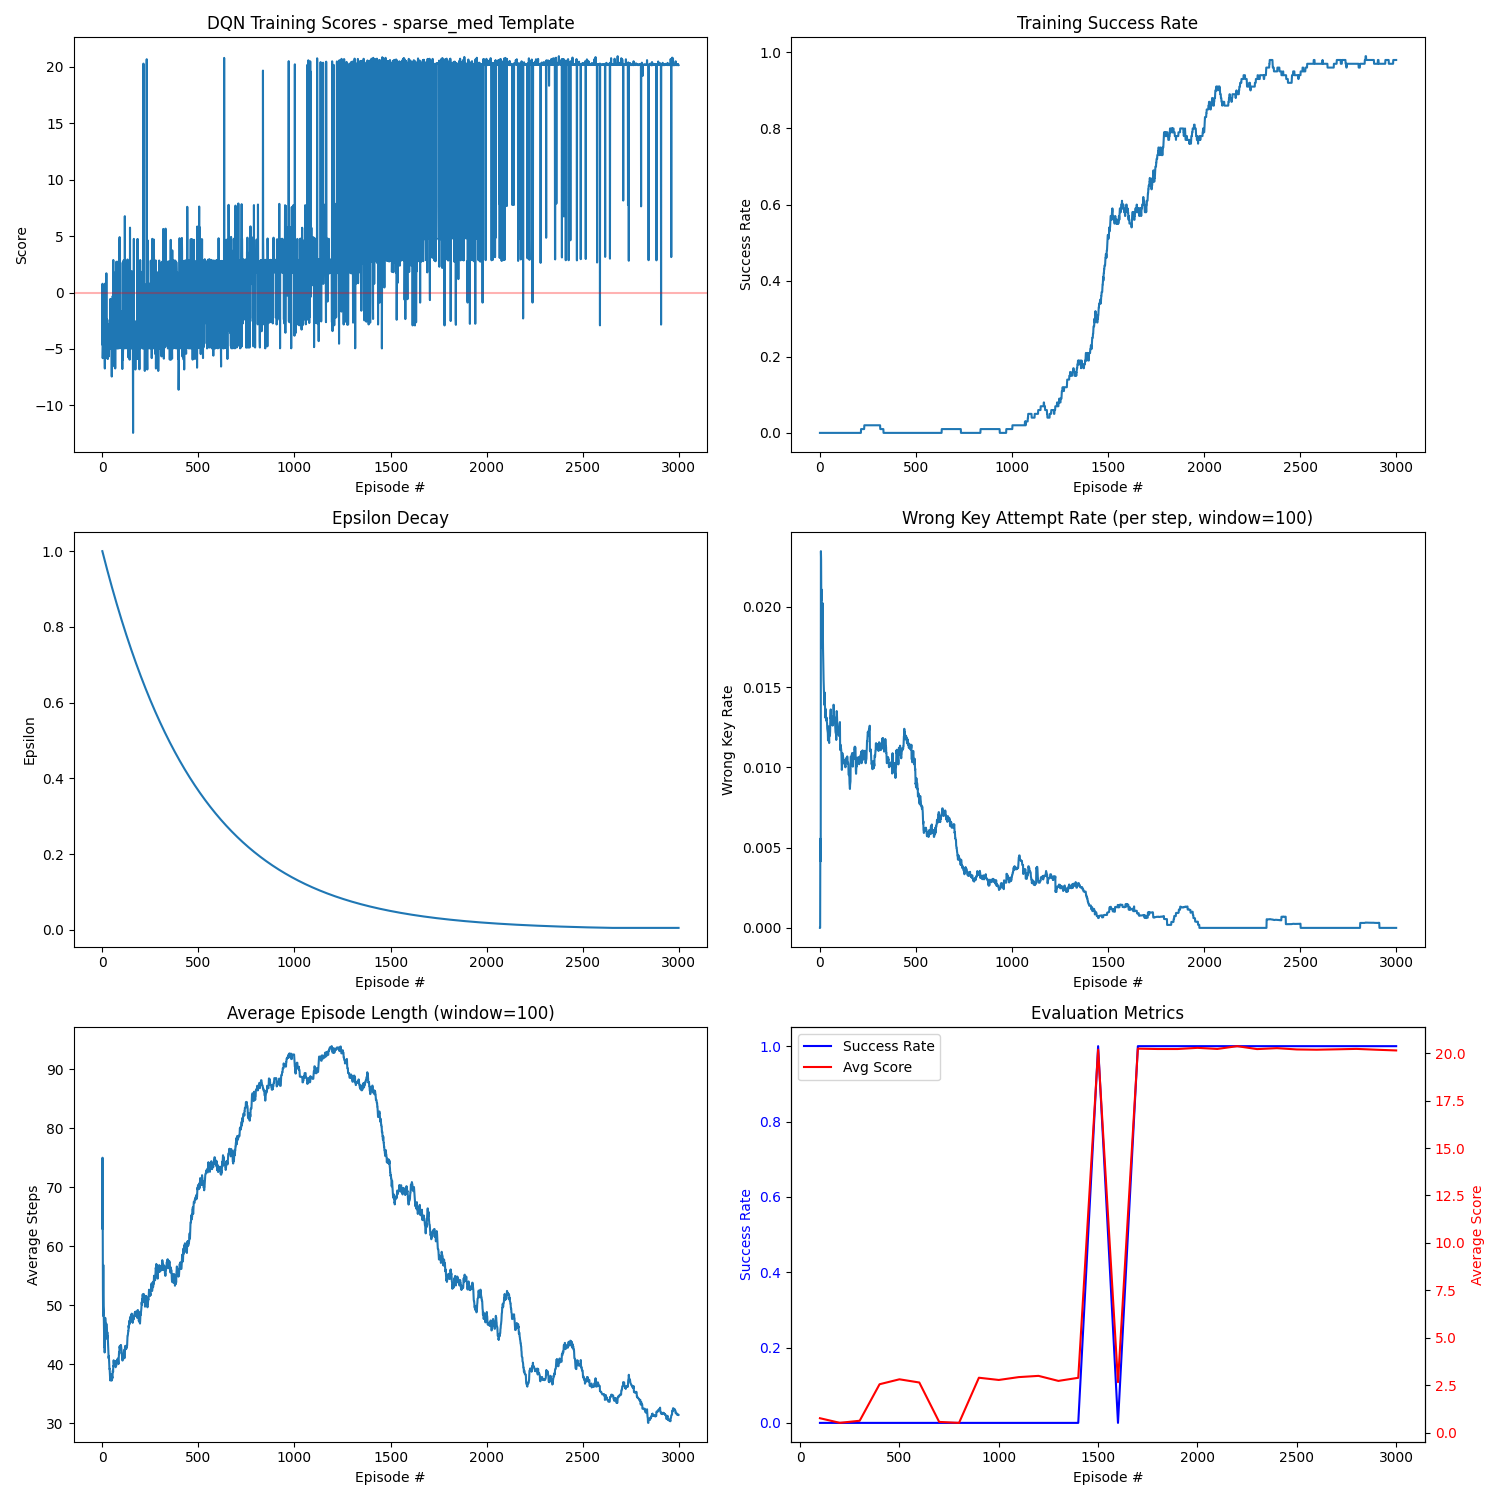 DQN Training Scores - sparse_med Template
Score
20
15
10
5
0
−5
−10
0 500 1000 1500 2000 2500 3000
Episode #
Training Success Rate
Success Rate
1.0
0.8
0.6
0.4
0.2
0.0
0 500 1000 1500 2000 2500 3000
Episode #
Epsilon Decay
Epsilon
1.0
0.8
0.6
0.4
0.2
0.0
0 500 1000 1500 2000 2500 3000
Episode #
Wrong Key Attempt Rate (per step, window=100)
Wrong Key Rate
0.020
0.015
0.010
0.005
0.000
0 500 1000 1500 2000 2500 3000
Episode #
Average Episode Length (window=100)
Average Steps
90
80
70
60
50
40
30
0 500 1000 1500 2000 2500 3000
Episode #
Evaluation Metrics
Success Rate
Avg Score
Success Rate
1.0
0.8
0.6
0.4
0.2
0.0
20.0
17.5
15.0
12.5
10.0
7.5
5.0
2.5
0.0
Average Score
0 500 1000 1500 2000 2500 3000
Episode #